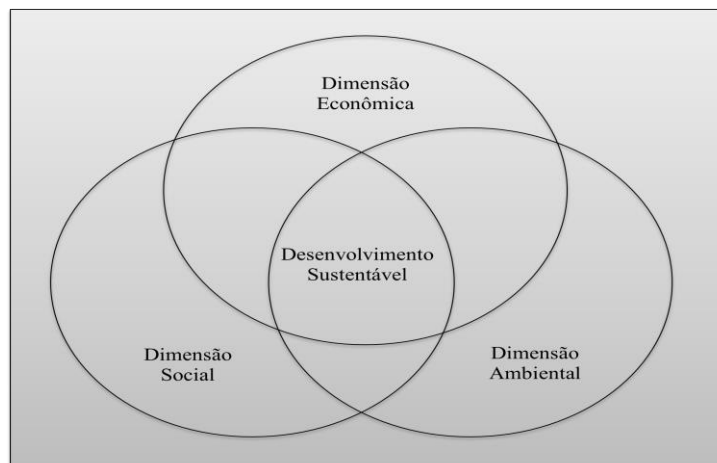 Dimensão
Econômica
Desenvolvimento
Sustentável
Dimensão
Social
Dimensão
Ambiental